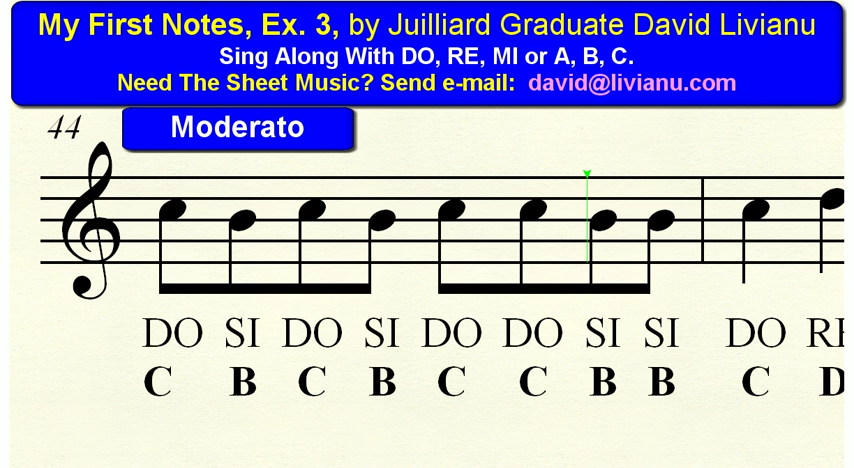 My First Notes, Ex. 3, by Juilliard Graduate David Livianu
Sing Along With DO, RE, MI or A, B, C.
Need The Sheet Music? Send e-mail: david@livianu.com
44
Moderato
DO SI DO SI DO DO SI SI DO RE
C B C B C C B B C D